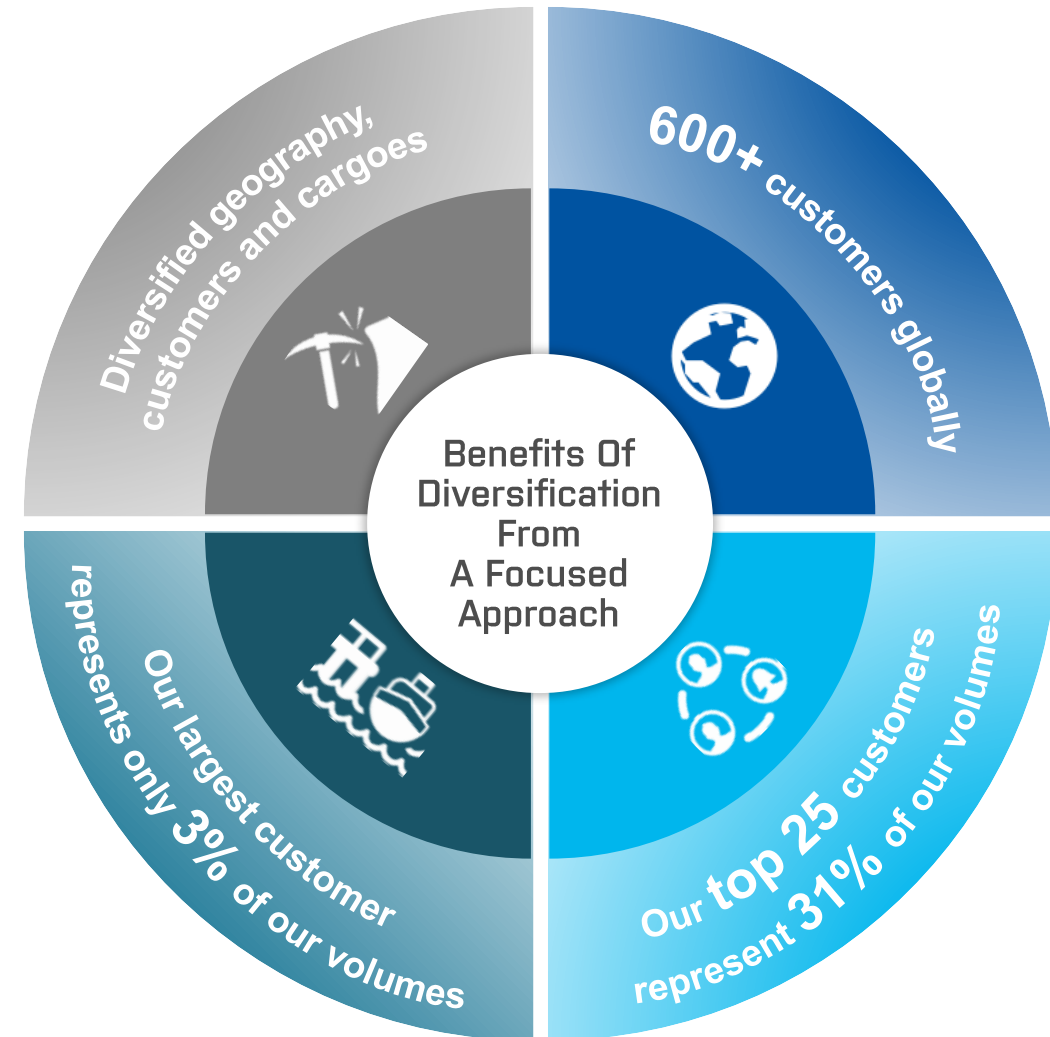 Diversified geography,
customers and cargoes
600+ customers globally
Benefits Of
Diversification
From
A Focused
Approach
Our largest customer
represents only 3% of our volumes
Our top 25 customers
represent 31% of our volumes